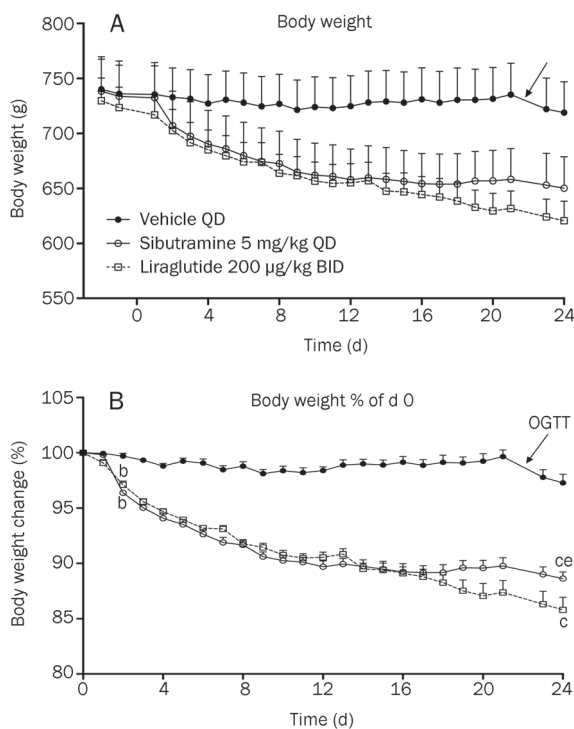 A
Body weight
Body weight (g)
800
750
700
650
600
550
Vehicle QD
Sibutramine 5 mg/kg QD
Liraglutide 200 µg/kg BID
0 4 8 12 16 20 24
Time (d)
B
Body weight % of d 0
OGTT
Body weight change (%)
105
100
95
90
85
80
b
b
ce
c
0 4 8 12 16 20 24
Time (d)